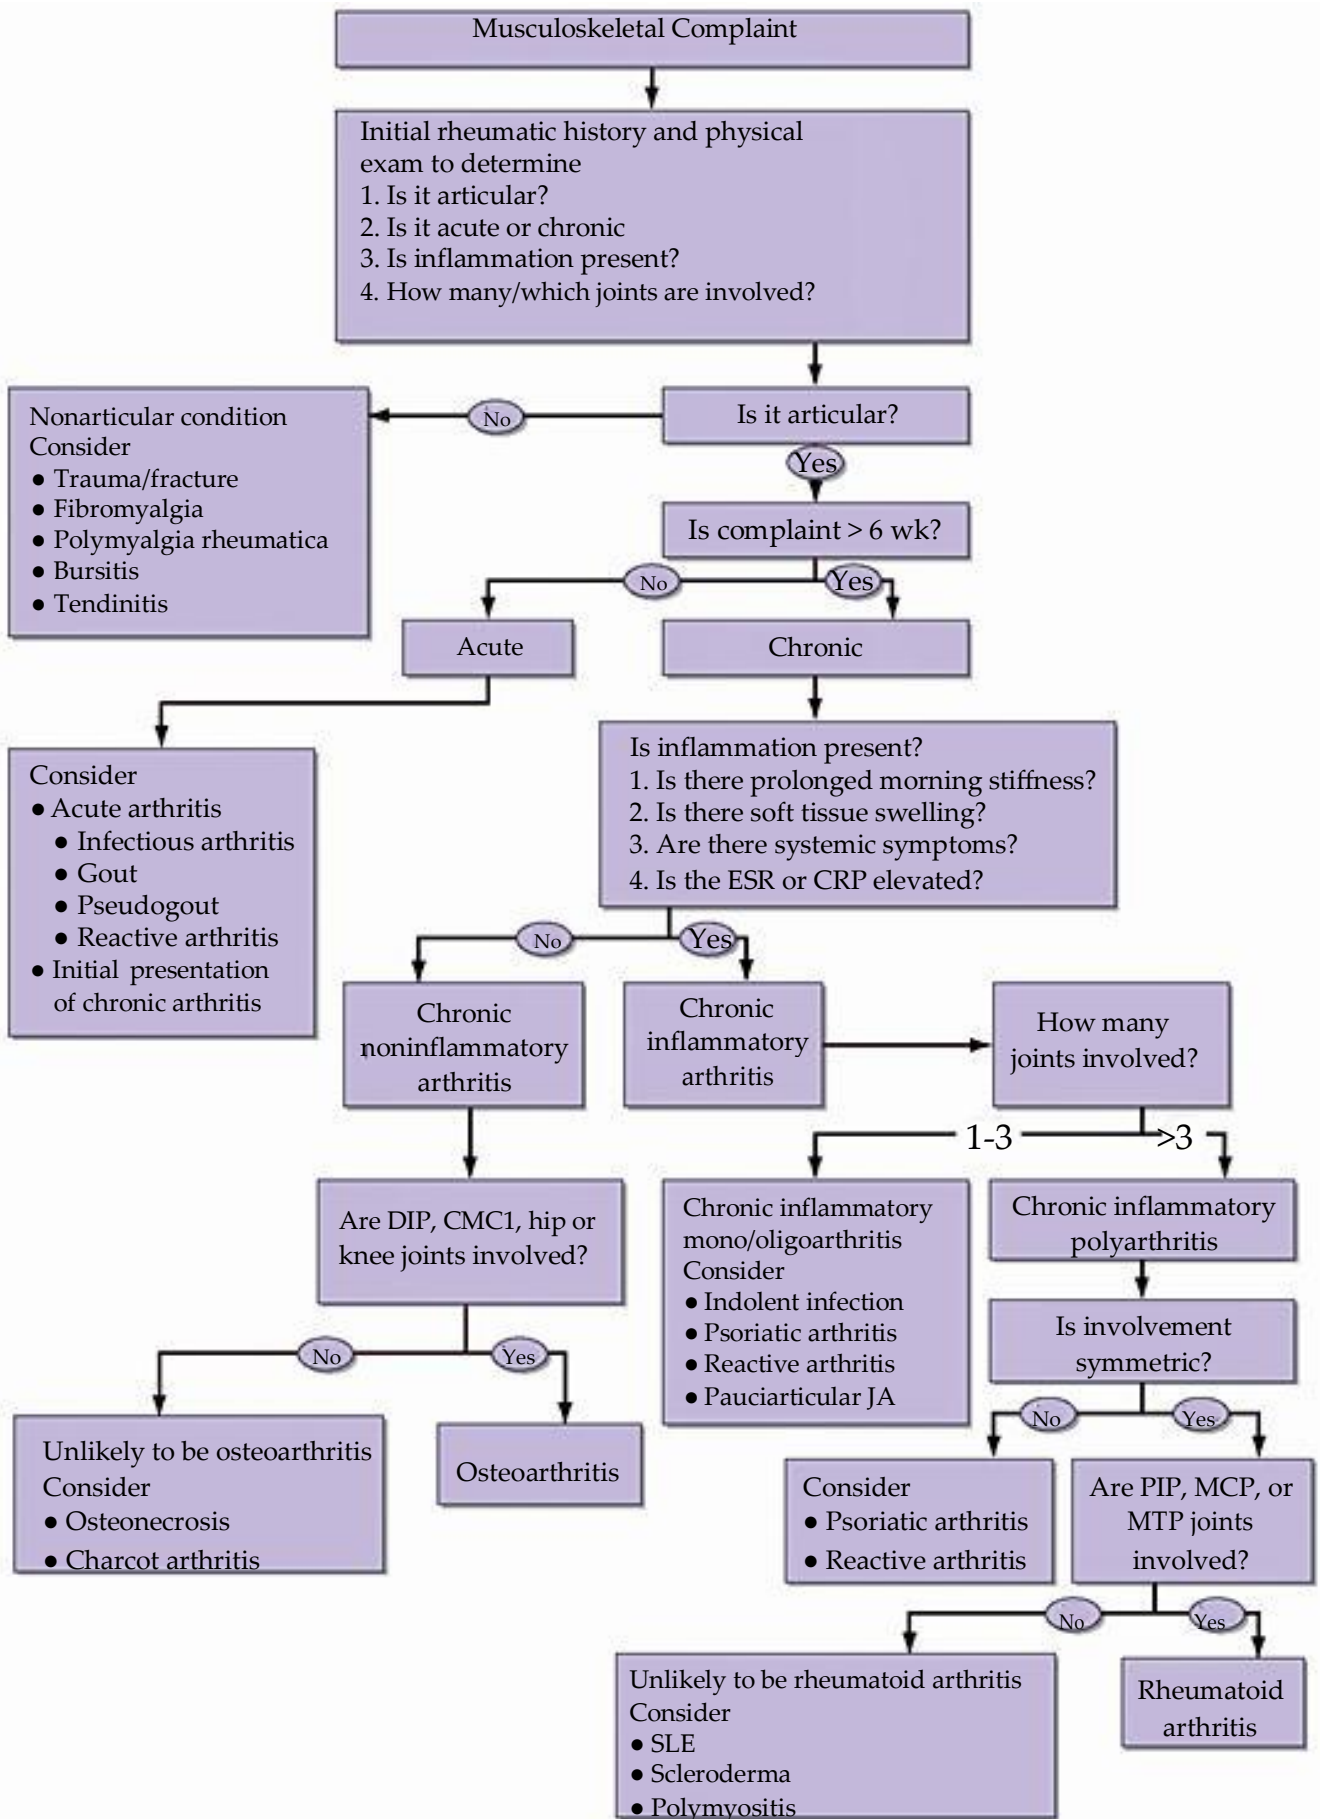 Musculoskeletal Complaint
Initial rheumatic history and physical
exam to determine
1. Is it articular?
2. Is it acute or chronic
3. Is inflammation present?
4. How many/which joints are involved?
Is it articular?
No
Nonarticular condition
Consider
● Trauma/fracture
● Fibromyalgia
● Polymyalgia rheumatica
● Bursitis
● Tendinitis
Yes
Is complaint > 6 wk?
No
Yes
Acute
Chronic
Consider
● Acute arthritis
● Infectious arthritis
● Gout
● Pseudogout
● Reactive arthritis
● Initial presentation
of chronic arthritis
Is inflammation present?
1. Is there prolonged morning stiffness?
2. Is there soft tissue swelling?
3. Are there systemic symptoms?
4. Is the ESR or CRP elevated?
No
Yes
Chronic
noninflammatory
arthritis
Chronic
inflammatory
arthritis
How many
joints involved?
1-3
>3
Are DIP, CMC1, hip or
knee joints involved?
Chronic inflammatory
mono/oligoarthritis
Consider
● Indolent infection
● Psoriatic arthritis
● Reactive arthritis
● Pauciarticular JA
Chronic inflammatory
polyarthritis
Is involvement
symmetric?
No
Yes
No
Yes
Unlikely to be osteoarthritis
Consider
● Osteonecrosis
● Charcot arthritis
Osteoarthritis
Consider
● Psoriatic arthritis
● Reactive arthritis
Are PIP, MCP, or
MTP joints
involved?
No
Yes
Unlikely to be rheumatoid arthritis
Consider
● SLE
● Scleroderma
● Polymyositis
Rheumatoid
arthritis